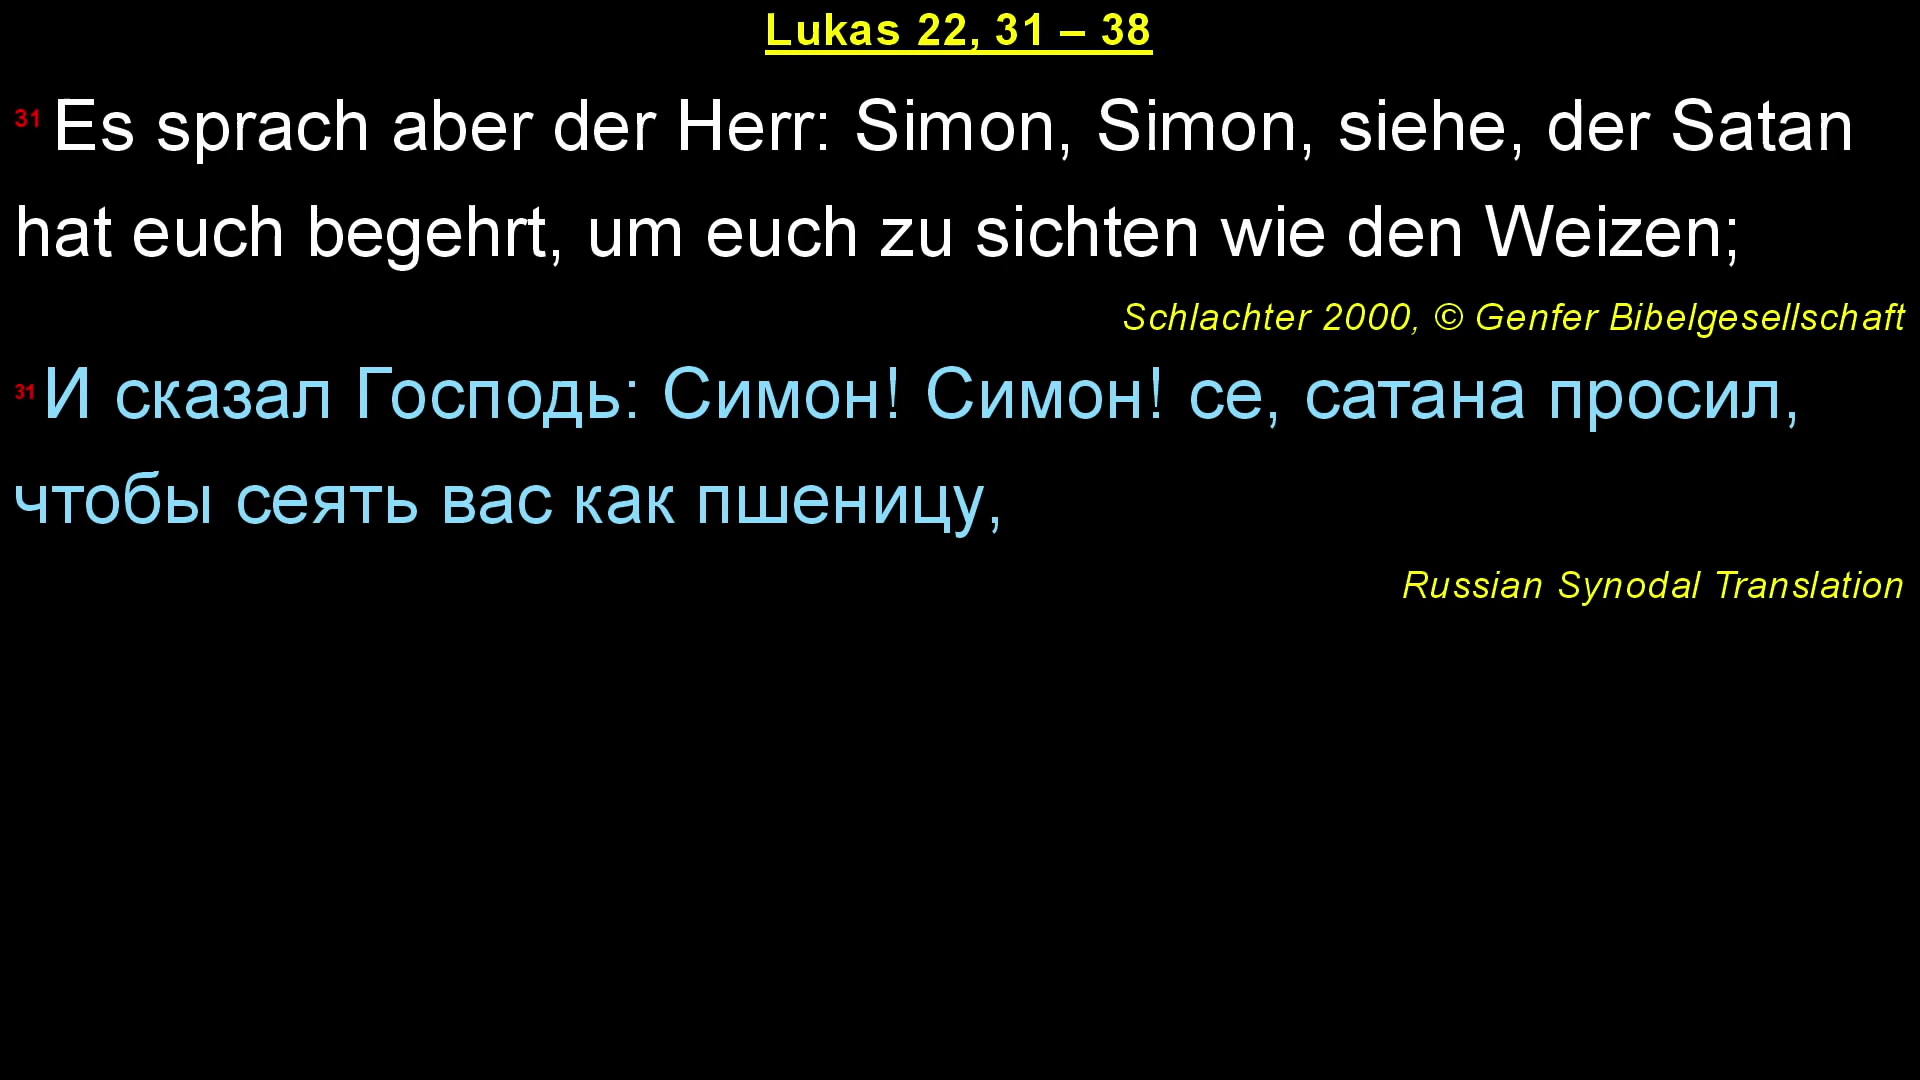 Lukas 22, 31 – 38
31 Es sprach aber der Herr: Simon, Simon, siehe, der Satan
hat euch begehrt, um euch zu sichten wie den Weizen;
Schlachter 2000, © Genfer Bibelgesellschaft
31 И сказал Господь: Симон! Симон! се, сатана просил,
чтобы сеять вас как пшеницу,
Russian Synodal Translation